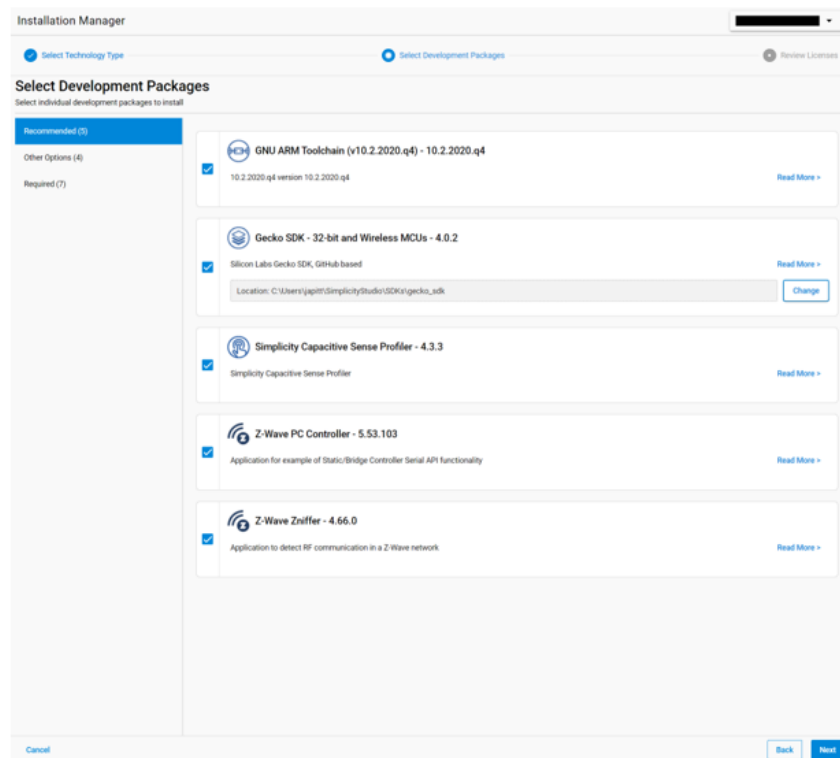 Installation Manager
Select Technology Type
Select Development Packages
Review Licenses
Select Development Packages
Select individual development packages to install
Recommended (5)
Other Options (4)
Required (7)
GNU ARM Toolchain (v10.2.2020.q4) - 10.2.2020.q4
10.2.2020.q4 version 10.2.2020.q4
Read More >
Gecko SDK - 32-bit and Wireless MCUs - 4.0.2
Silicon Labs Gecko SDK, GitHub based
Read More >
Location: C:\Users\japitt\SimplicityStudio\SDKs\gecko_sdk
Change
Simplicity Capacitive Sense Profiler - 4.3.3
Simplicity Capacitive Sense Profiler
Read More >
Z-Wave PC Controller - 5.53.103
Application for example of Static/Bridge Controller Serial API functionality
Read More >
Z-Wave Zniffer - 4.66.0
Application to detect RF communication in a Z-Wave network
Read More >
Cancel
Back
Next